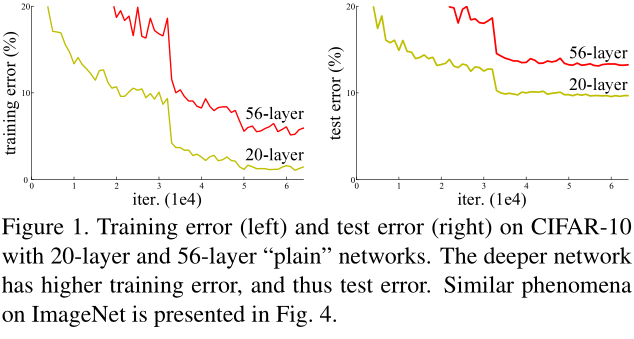 training error (%)
20
10
0
56-layer
20-layer
0 1 2 3 4 5 6
iter. (1e4)
test error (%)
20
10
0
56-layer
20-layer
0 1 2 3 4 5 6
iter. (1e4)
Figure 1. Training error (left) and test error (right) on CIFAR-10
with 20-layer and 56-layer “plain” networks. The deeper network
has higher training error, and thus test error. Similar phenomena
on ImageNet is presented in Fig. 4.